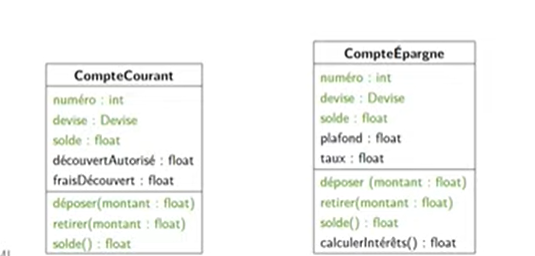 CompteCourant
numéro : int
devise : Devise
solde : float
découvertAutorisé : float
fraisDécouvert : float
déposer(montant : float)
retirer(montant : float)
solde() : float
CompteÉpargne
numéro : int
devise : Devise
solde : float
plafond : float
taux : float
déposer (montant : float)
retirer(montant : float)
solde() : float
calculerIntérêts() : float